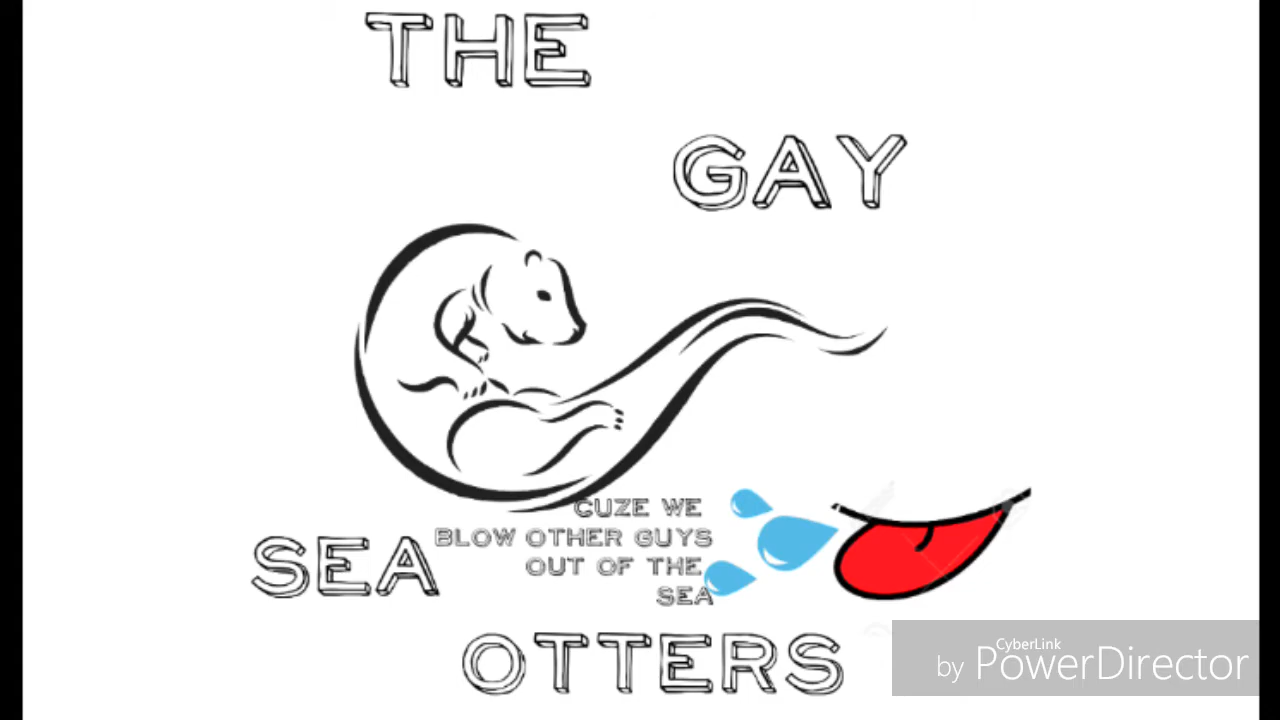 THE
GAY
CUZE WE
BLOW OTHER GUYS
OUT OF THE
SEA
SEA
OTTERS
CyberLink
by PowerDirector